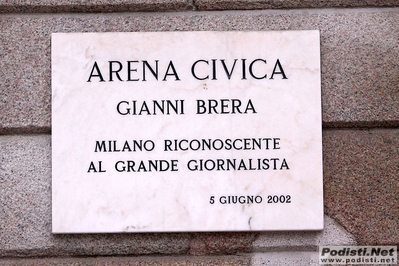 ARENA CIVICA
GIANNI BRERA
MILANO RICONOSCENTE
AL GRANDE GIORNALISTA
5 GIUGNO 2002
Podisti.Net
www.podisti.net